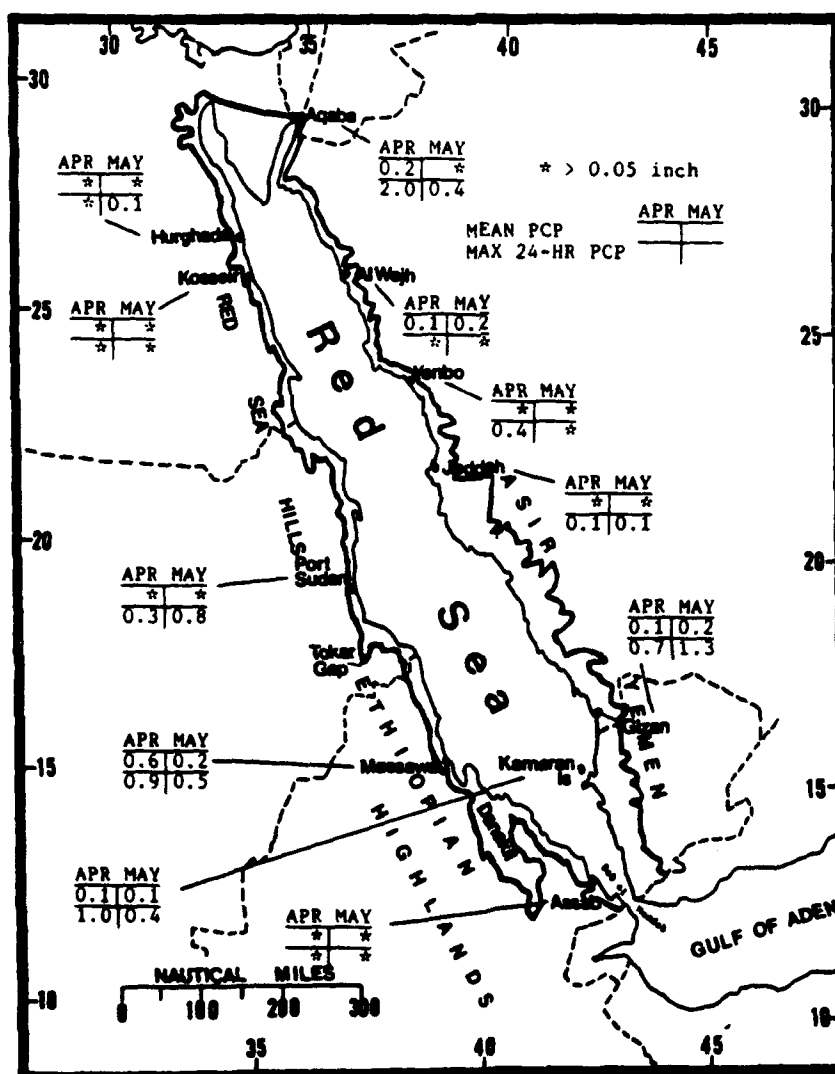 30 35 40 45
30
30
Aqaba
APR MAY
0.2 *
2.0 0.4
* > 0.05 inch
APR MAY
* *
* 0.1
APR MAY
MEAN PCP
MAX 24-HR PCP
Hurghada
Kosseir
Al Wejh
APR MAY
* *
* *
RED
25
APR MAY
0.1 0.2
* *
25
Red
Yenbo
APR MAY
* *
0.4 *
SEA
Jeddah
APR MAY
* *
0.1 0.1
ASIR
HILLS
20
20
Port
Sudan
APR MAY
* *
0.3 0.8
Sea
APR MAY
0.1 0.2
0.7 1.3
Tokar
Gap
YEMEN
Gizan
ETHIOPIAN
HIGHLANDS
APR MAY
0.6 0.2
0.9 0.5
Massawa
Kamaran
Is
15
15
Danakil
APR MAY
0.1 0.1
1.0 0.4
Assab
APR MAY
* *
* *
GULF OF ADEN
NAUTICAL MILES
0 100 200 300
10
10
35 40 45